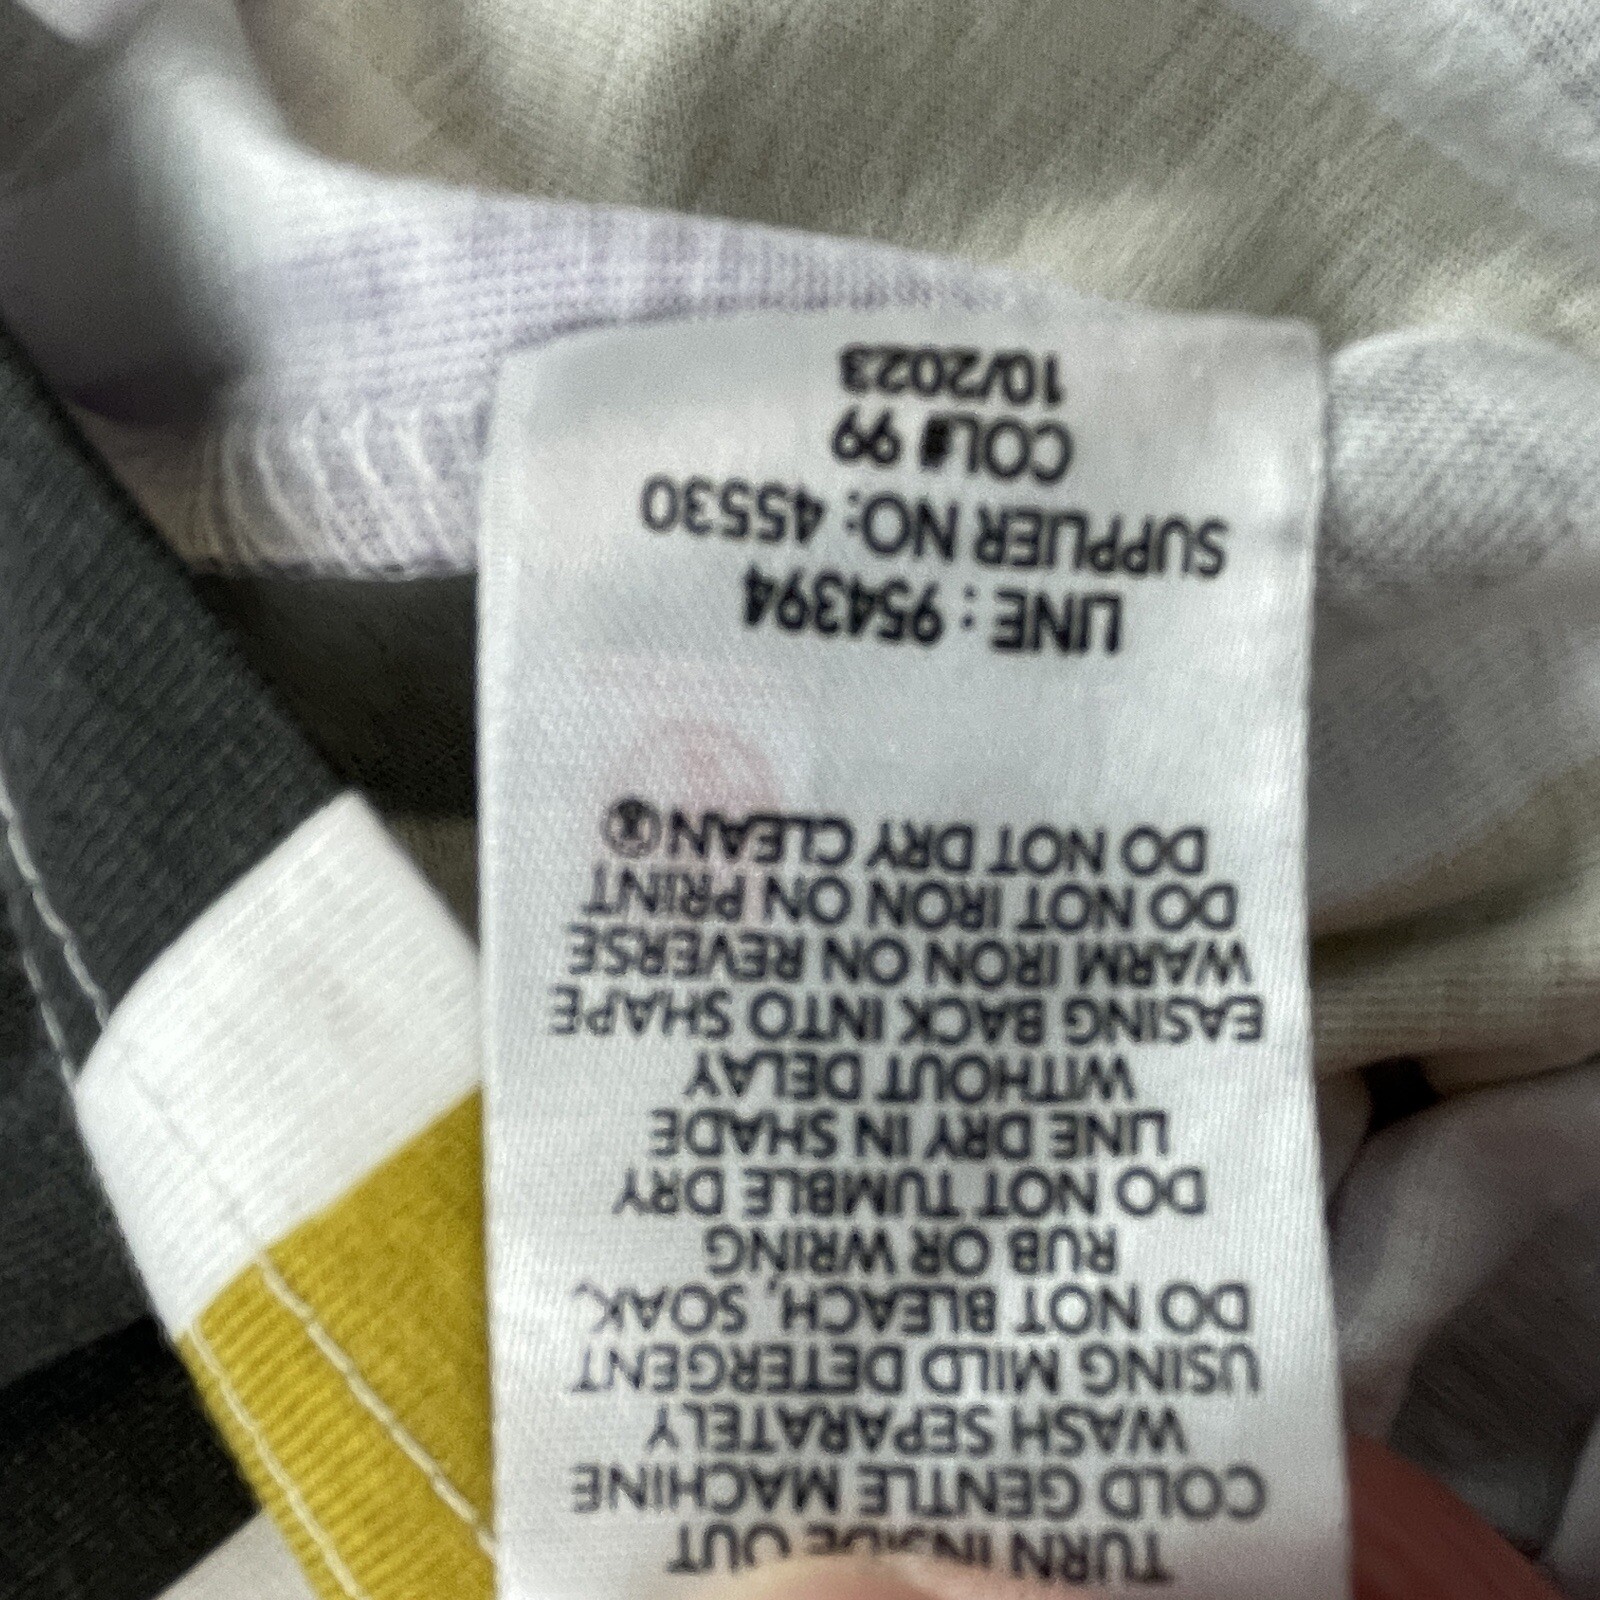 TURN INSIDE OUT
COLD GENTLE MACHINE
WASH SEPARATELY
USING MILD DETERGENT
DO NOT BLEACH, SOAK,
RUB OR WRING
DO NOT TUMBLE DRY
LINE DRY IN SHADE
WITHOUT DELAY
EASING BACK INTO SHAPE
WARM IRON ON REVERSE
DO NOT IRON ON PRINT
DO NOT DRY CLEAN
LINE : 954394
SUPPLIER NO: 45530
COL# 99
10/2023